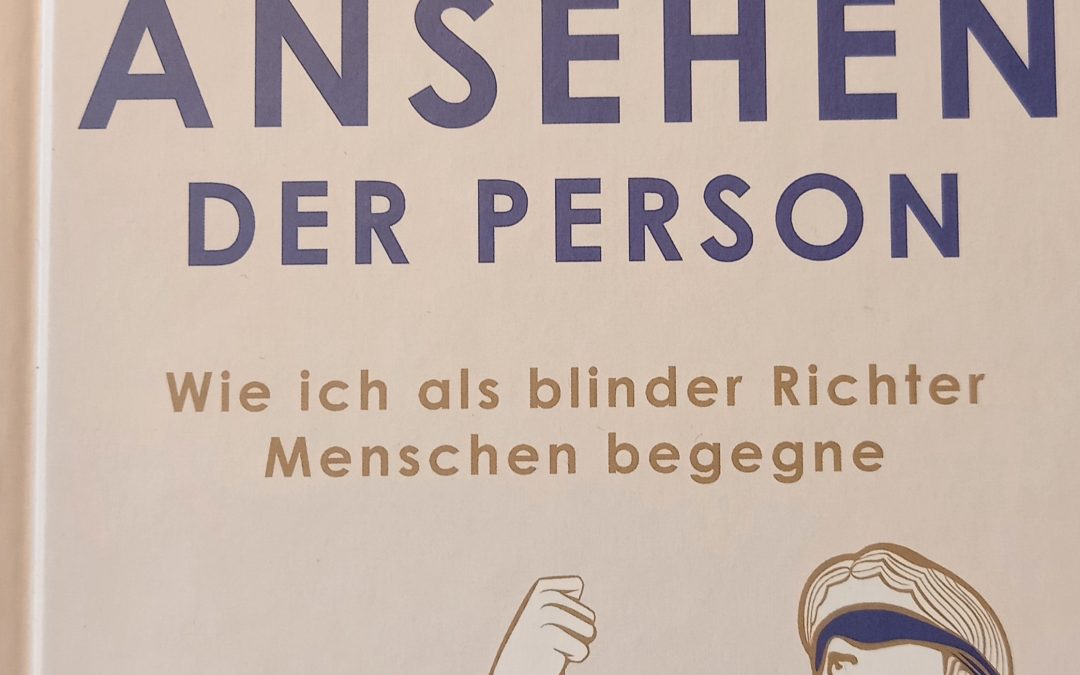 ANSEHEN
DER PERSON
Wie ich als blinder Richter
Menschen begegne